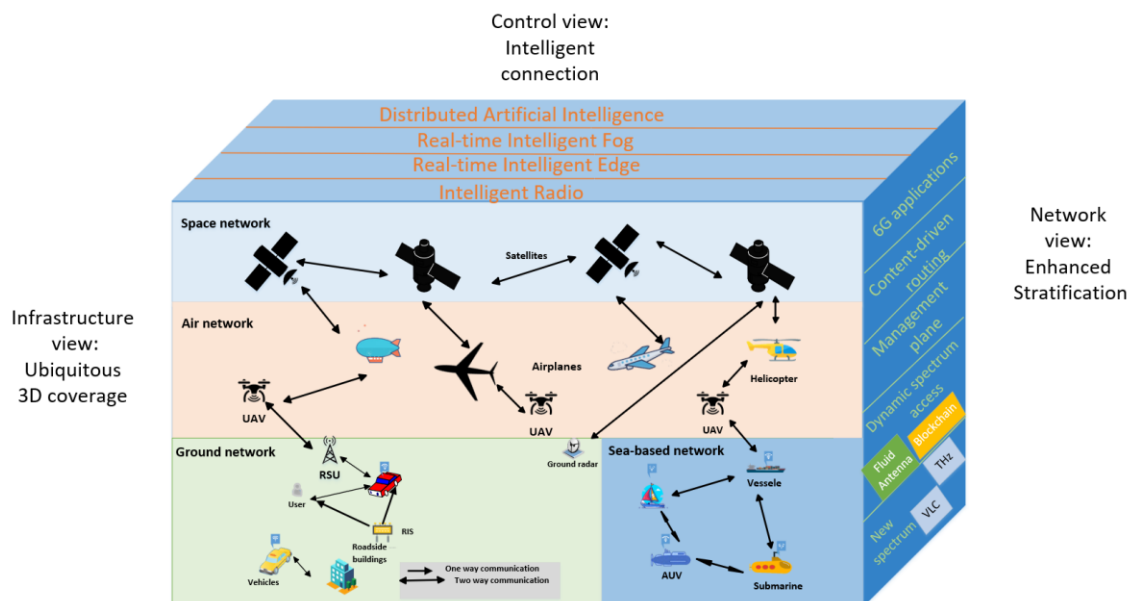 Control view:
Intelligent
connection
Distributed Artificial Intelligence
Real-time Intelligent Fog
Real-time Intelligent Edge
Intelligent Radio
Infrastructure
view:
Ubiquitous
3D coverage
Space network
Satellites
Air network
Airplanes
Helicopter
UAV
UAV
UAV
Ground network
RSU
Ground radar
User
RIS
Roadside
buildings
Vehicles
One way communication
Two way communication
Sea-based network
Vessele
AUV
Submarine
6G applications
Content-driven
routing
Management
plane
Dynamic spectrum
access
Blockchain
Fluid
Antenna
THz
VLC
New
spectrum
Network
view:
Enhanced
Stratification